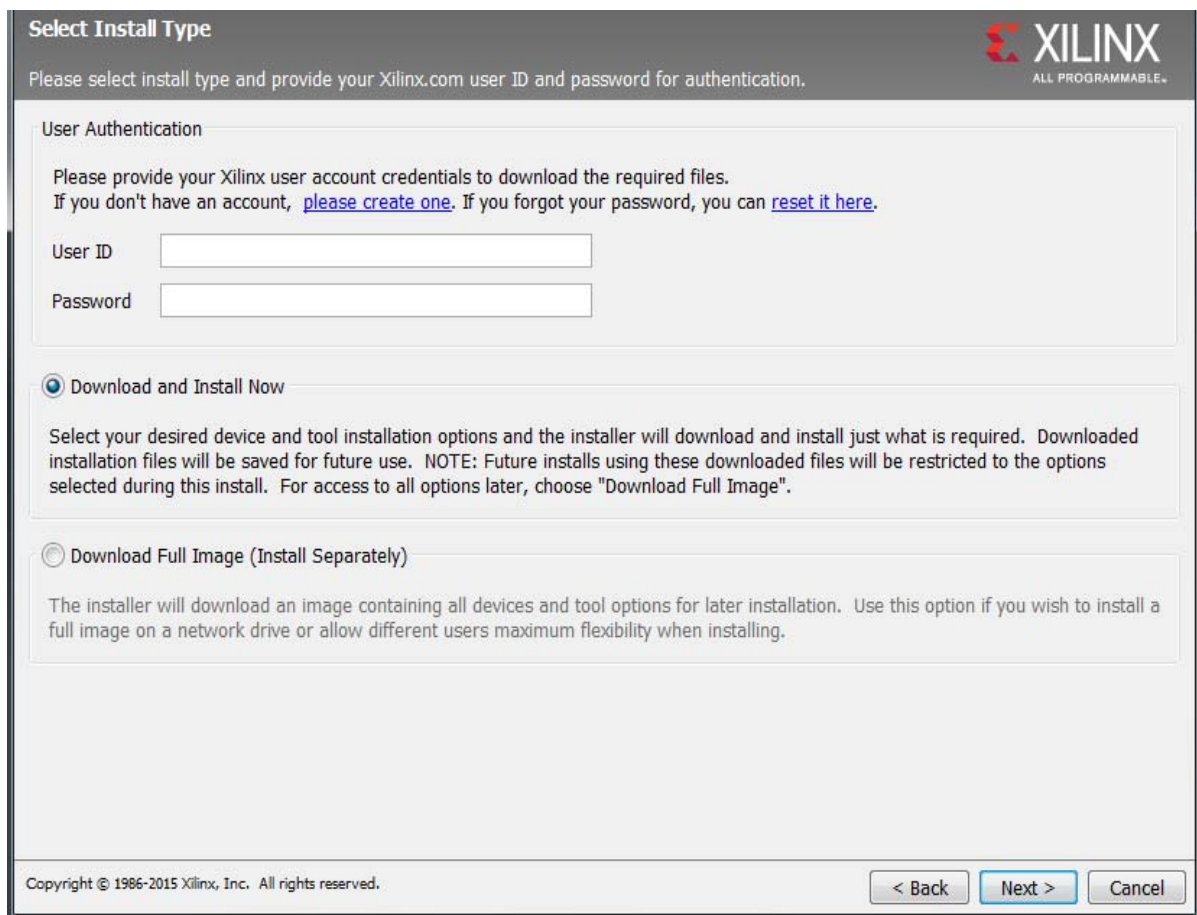 Select Install Type
XILINX
ALL PROGRAMMABLE.
Please select install type and provide your Xilinx.com user ID and password for authentication.
User Authentication
Please provide your Xilinx user account credentials to download the required files.
If you don't have an account, please create one. If you forgot your password, you can reset it here.
User ID
Password
Download and Install Now
Select your desired device and tool installation options and the installer will download and install just what is required. Downloaded
installation files will be saved for future use. NOTE: Future installs using these downloaded files will be restricted to the options
selected during this install. For access to all options later, choose "Download Full Image".
Download Full Image (Install Separately)
The installer will download an image containing all devices and tool options for later installation. Use this option if you wish to install a
full image on a network drive or allow different users maximum flexibility when installing.
Copyright © 1986-2015 Xilinx, Inc. All rights reserved.
< Back
Next >
Cancel